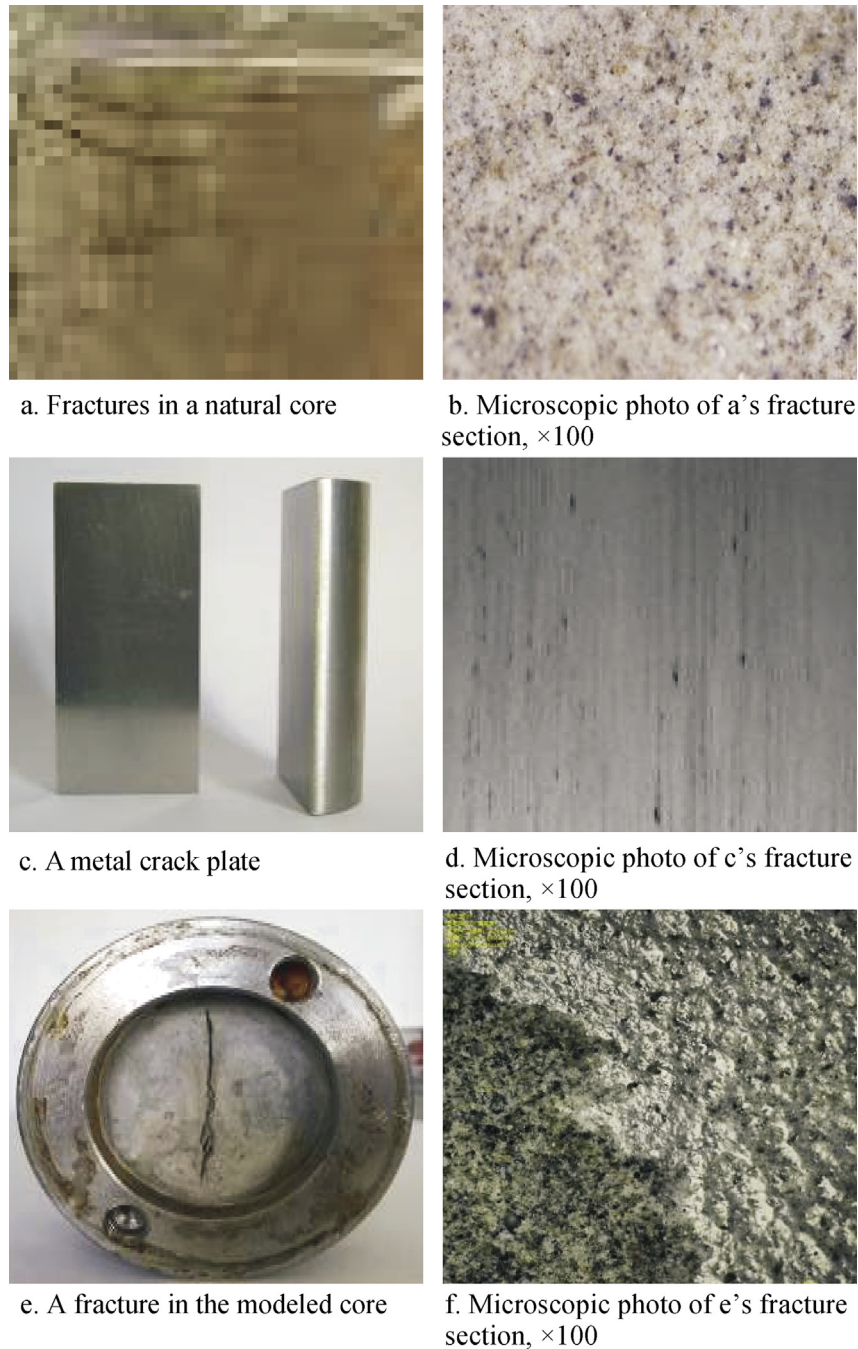 a. Fractures in a natural core
b. Microscopic photo of a’s fracture
section, ×100
c. A metal crack plate
d. Microscopic photo of c’s fracture
section, ×100
e. A fracture in the modeled core
f. Microscopic photo of e’s fracture
section, ×100